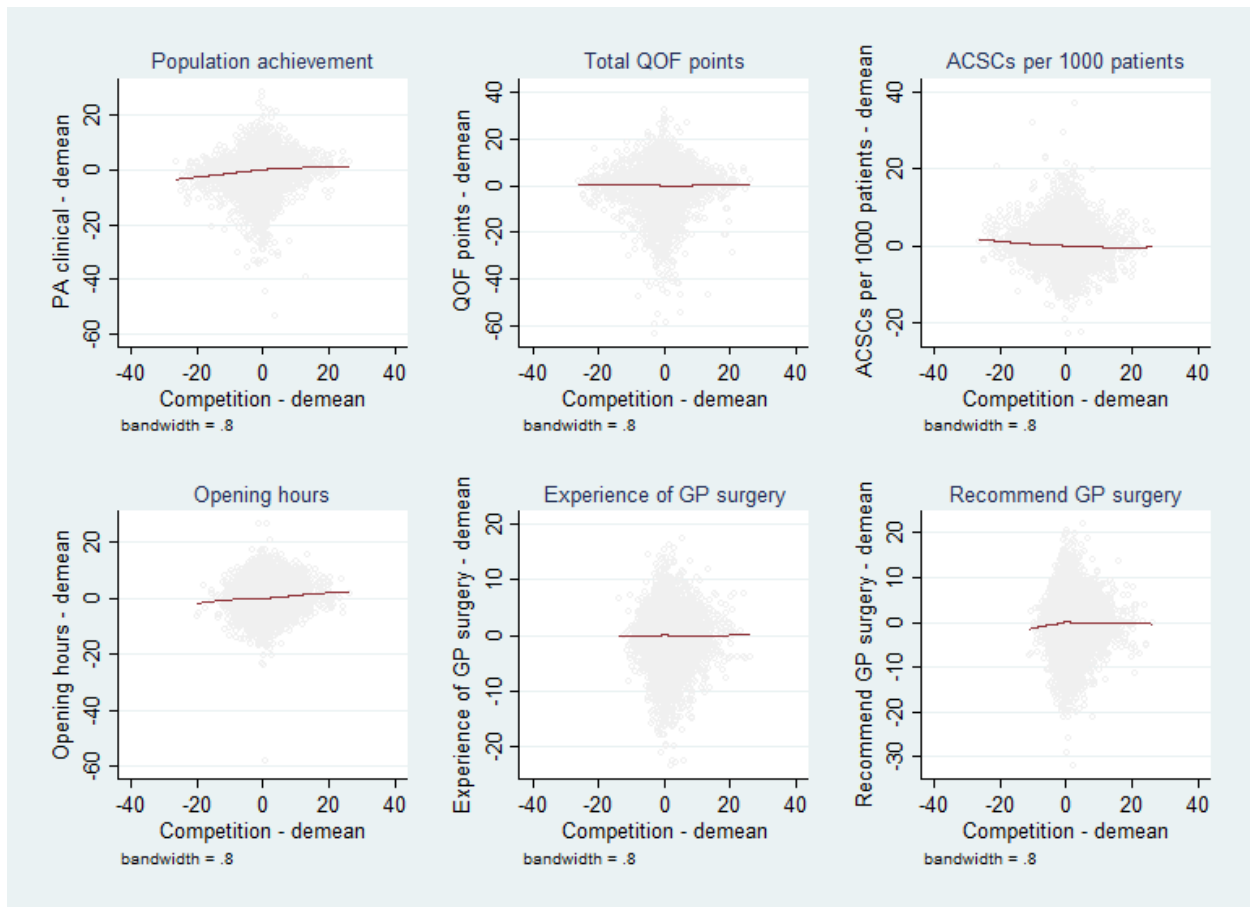 Population achievement
PA clinical - demean
20
0
-20
-40
-60
-40 -20 0 20 40
Competition - demean
bandwidth = .8
Total QOF points
QOF points - demean
40
20
0
-20
-40
-60
-40 -20 0 20 40
Competition - demean
bandwidth = .8
ACSCs per 1000 patients
ACSCs per 1000 patients - demean
40
20
0
-20
-40 -20 0 20 40
Competition - demean
bandwidth = .8
Opening hours
Opening hours - demean
20
0
-20
-40
-60
-40 -20 0 20 40
Competition - demean
bandwidth = .8
Experience of GP surgery
Experience of GP surgery - demean
20
10
0
-10
-20
-40 -20 0 20 40
Competition - demean
bandwidth = .8
Recommend GP surgery
Recommend GP surgery - demean
20
10
0
-10
-20
-30
-40 -20 0 20 40
Competition - demean
bandwidth = .8